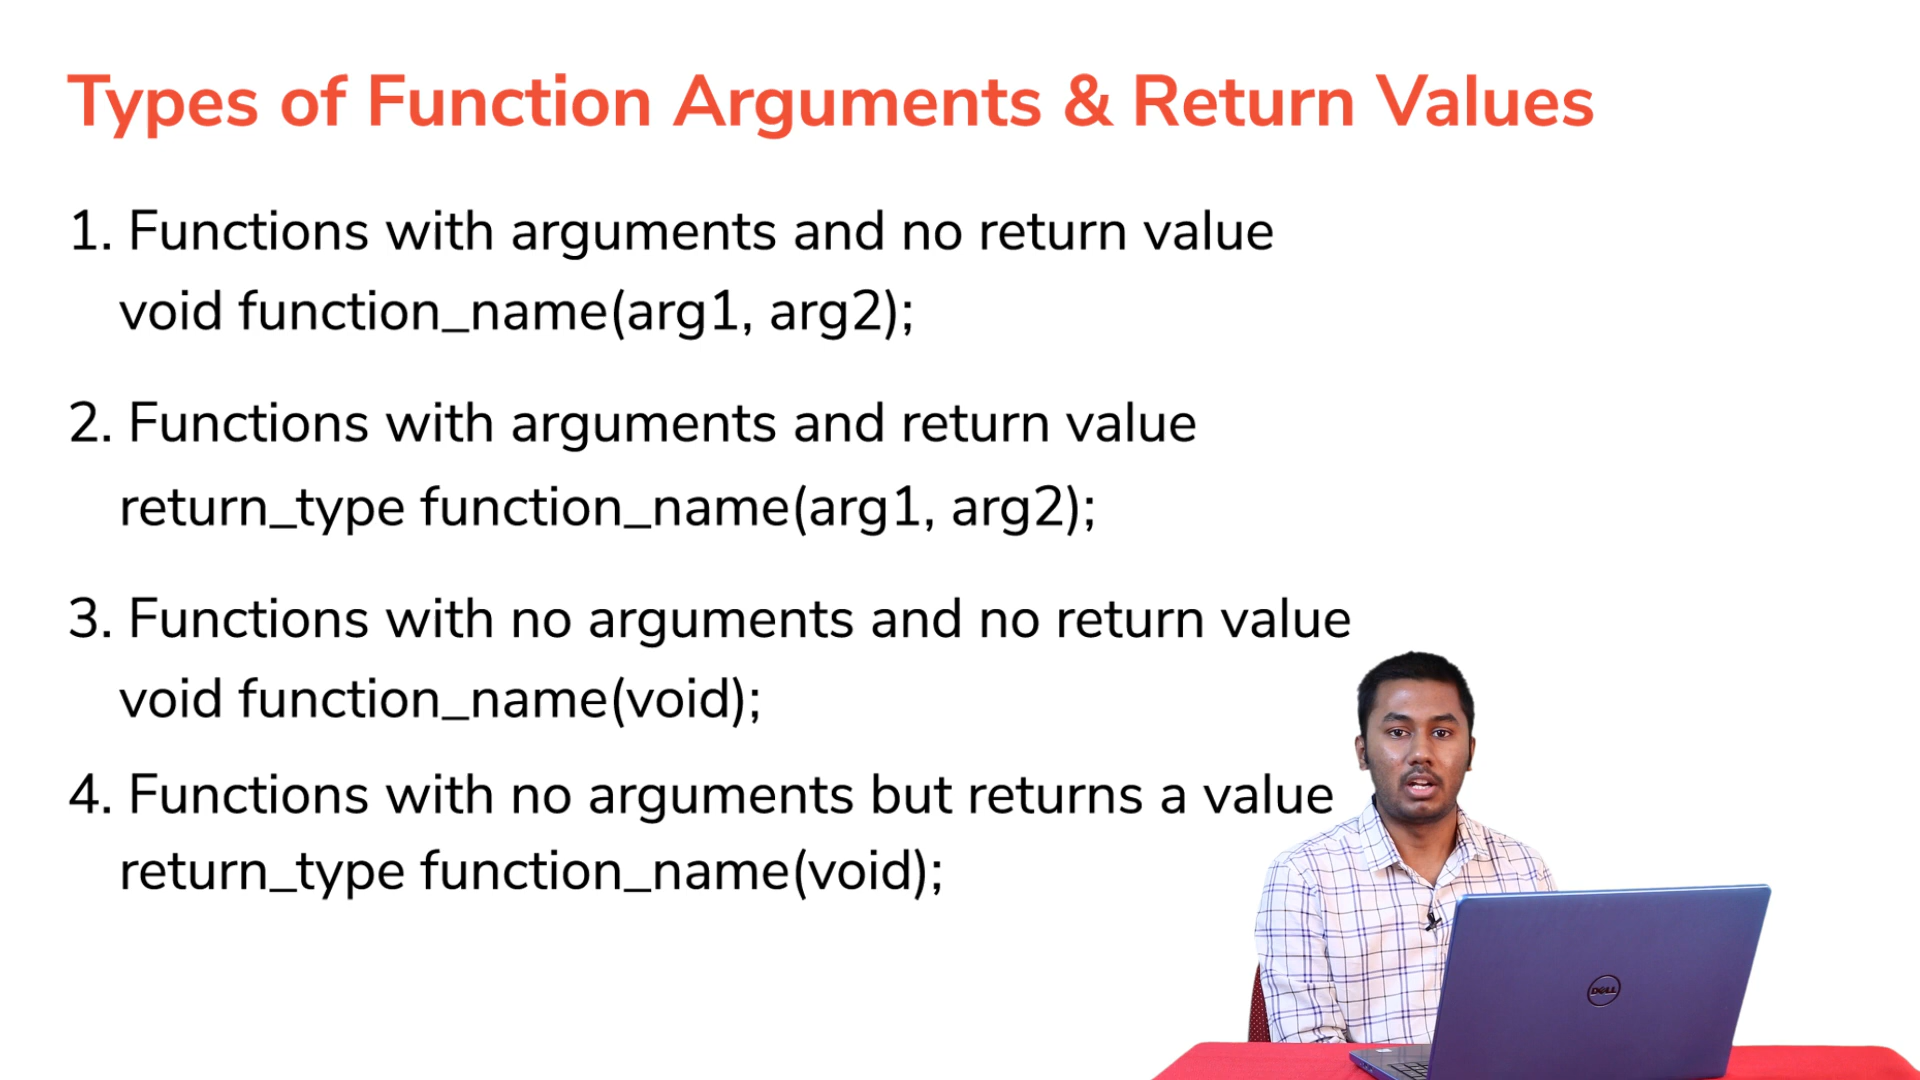 Types of Function Arguments & Return Values
1. Functions with arguments and no return value
void function_name(arg1, arg2);
2. Functions with arguments and return value
return_type function_name(arg1, arg2);
3. Functions with no arguments and no return value
void function_name(void);
4. Functions with no arguments but returns a value
return_type function_name(void);
DELL